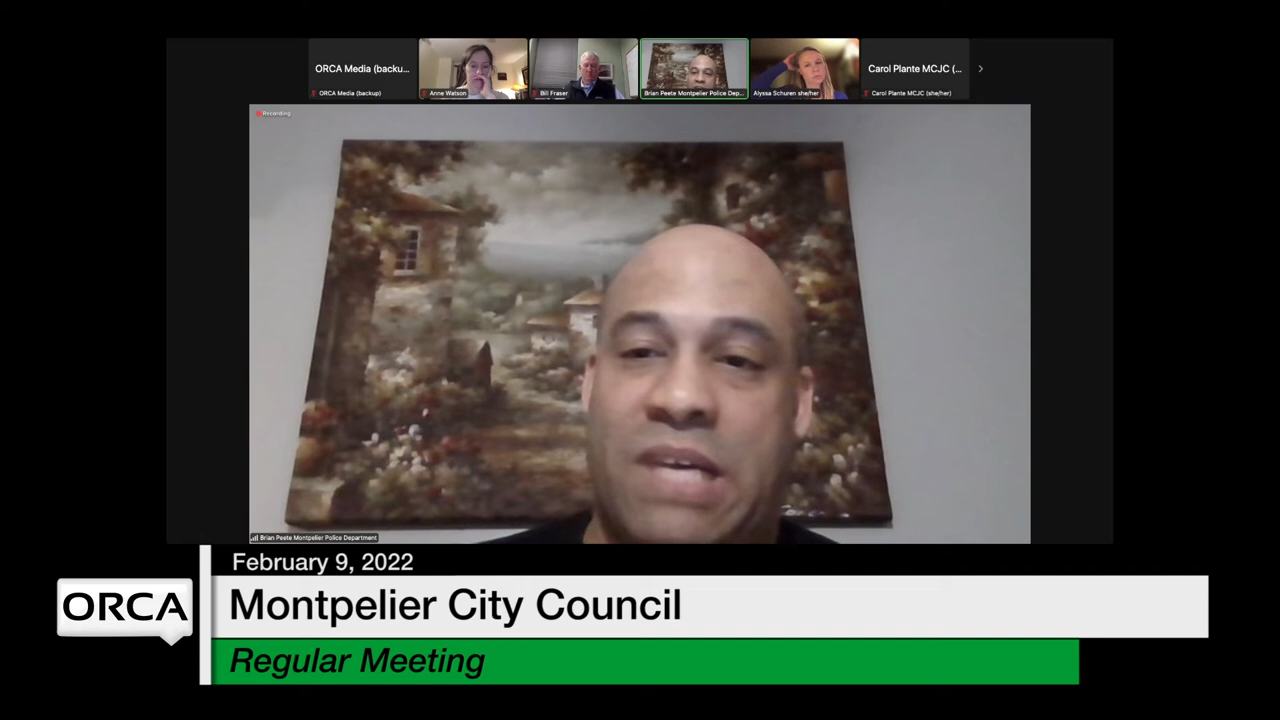 ORCA Media (backu...
Carol Plante MCJC (...
ORCA Media (backup)
Anne Watson
Bill Fraser
Brian Peete Montpelier Police Dep...
Alyssa Schuren she/her
Carol Plante MCJC (she/her)
Recording
Brian Peete Montpelier Police Department
February 9, 2022
ORCA
Montpelier City Council
Regular Meeting